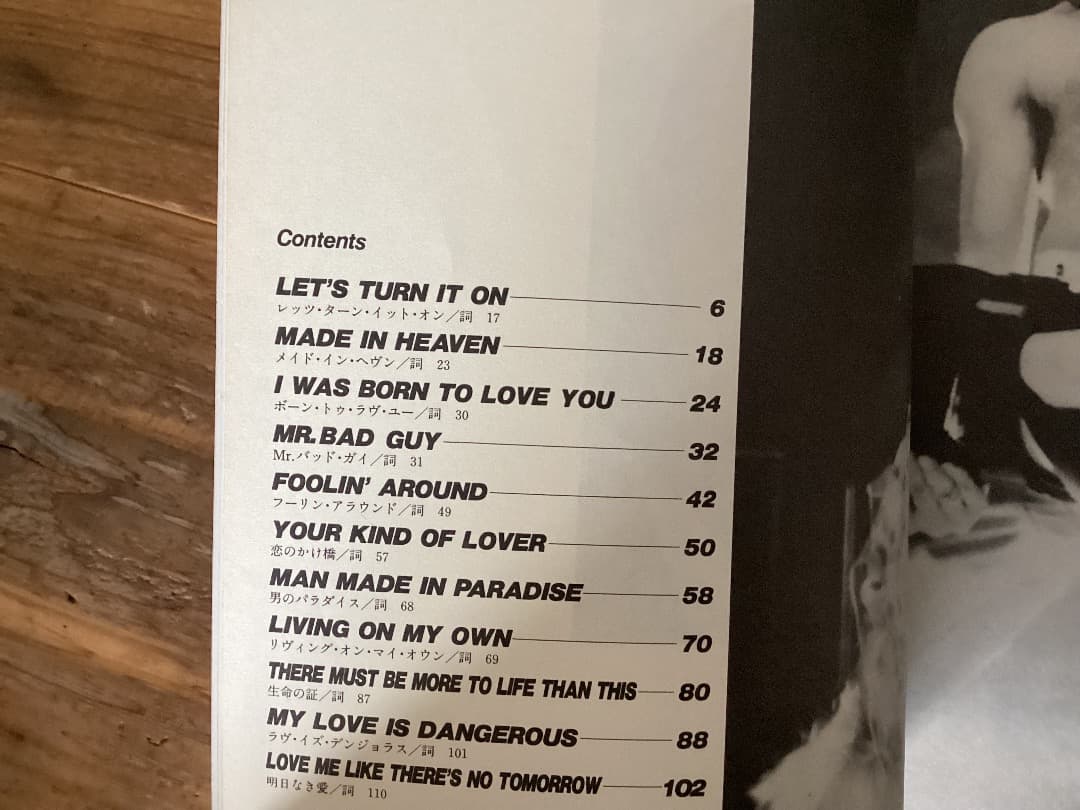 Contents
LET'S TURN IT ON 6
レッツ・ターン・イット・オン／詞 17
MADE IN HEAVEN 18
メイド・イン・ヘヴン／詞 23
I WAS BORN TO LOVE YOU 24
ボーン・トゥ・ラヴ・ユー／詞 30
MR.BAD GUY 32
Mr.バッド・ガイ／詞 31
FOOLIN' AROUND 42
フーリン・アラウンド／詞 49
YOUR KIND OF LOVER 50
恋のかけ橋／詞 57
MAN MADE IN PARADISE 58
男のパラダイス／詞 68
LIVING ON MY OWN 70
リヴィング・オン・マイ・オウン／詞 69
THERE MUST BE MORE TO LIFE THAN THIS 80
生命の証／詞 87
MY LOVE IS DANGEROUS 88
ラヴ・イズ・デンジョラス／詞 101
LOVE ME LIKE THERE'S NO TOMORROW 102
明日なき愛／詞 110